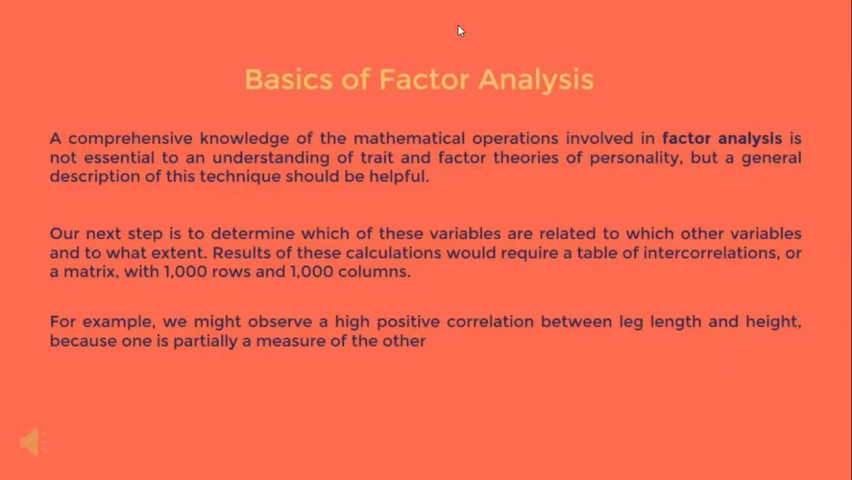 Basics of Factor Analysis
A comprehensive knowledge of the mathematical operations involved in factor analysis is
not essential to an understanding of trait and factor theories of personality, but a general
description of this technique should be helpful.
Our next step is to determine which of these variables are related to which other variables
and to what extent. Results of these calculations would require a table of intercorrelations, or
a matrix, with 1,000 rows and 1,000 columns.
For example, we might observe a high positive correlation between leg length and height,
because one is partially a measure of the other